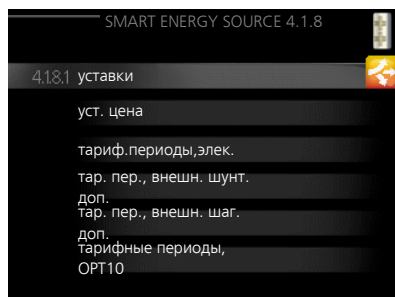 SMART ENERGY SOURCE 4.1.8
4.1.8.1 уставки
уст. цена
тариф.периоды,элек.
тар. пер., внешн. шунт.
доп.
тар. пер., внешн. шаг.
доп.
тарифные периоды,
OPT10